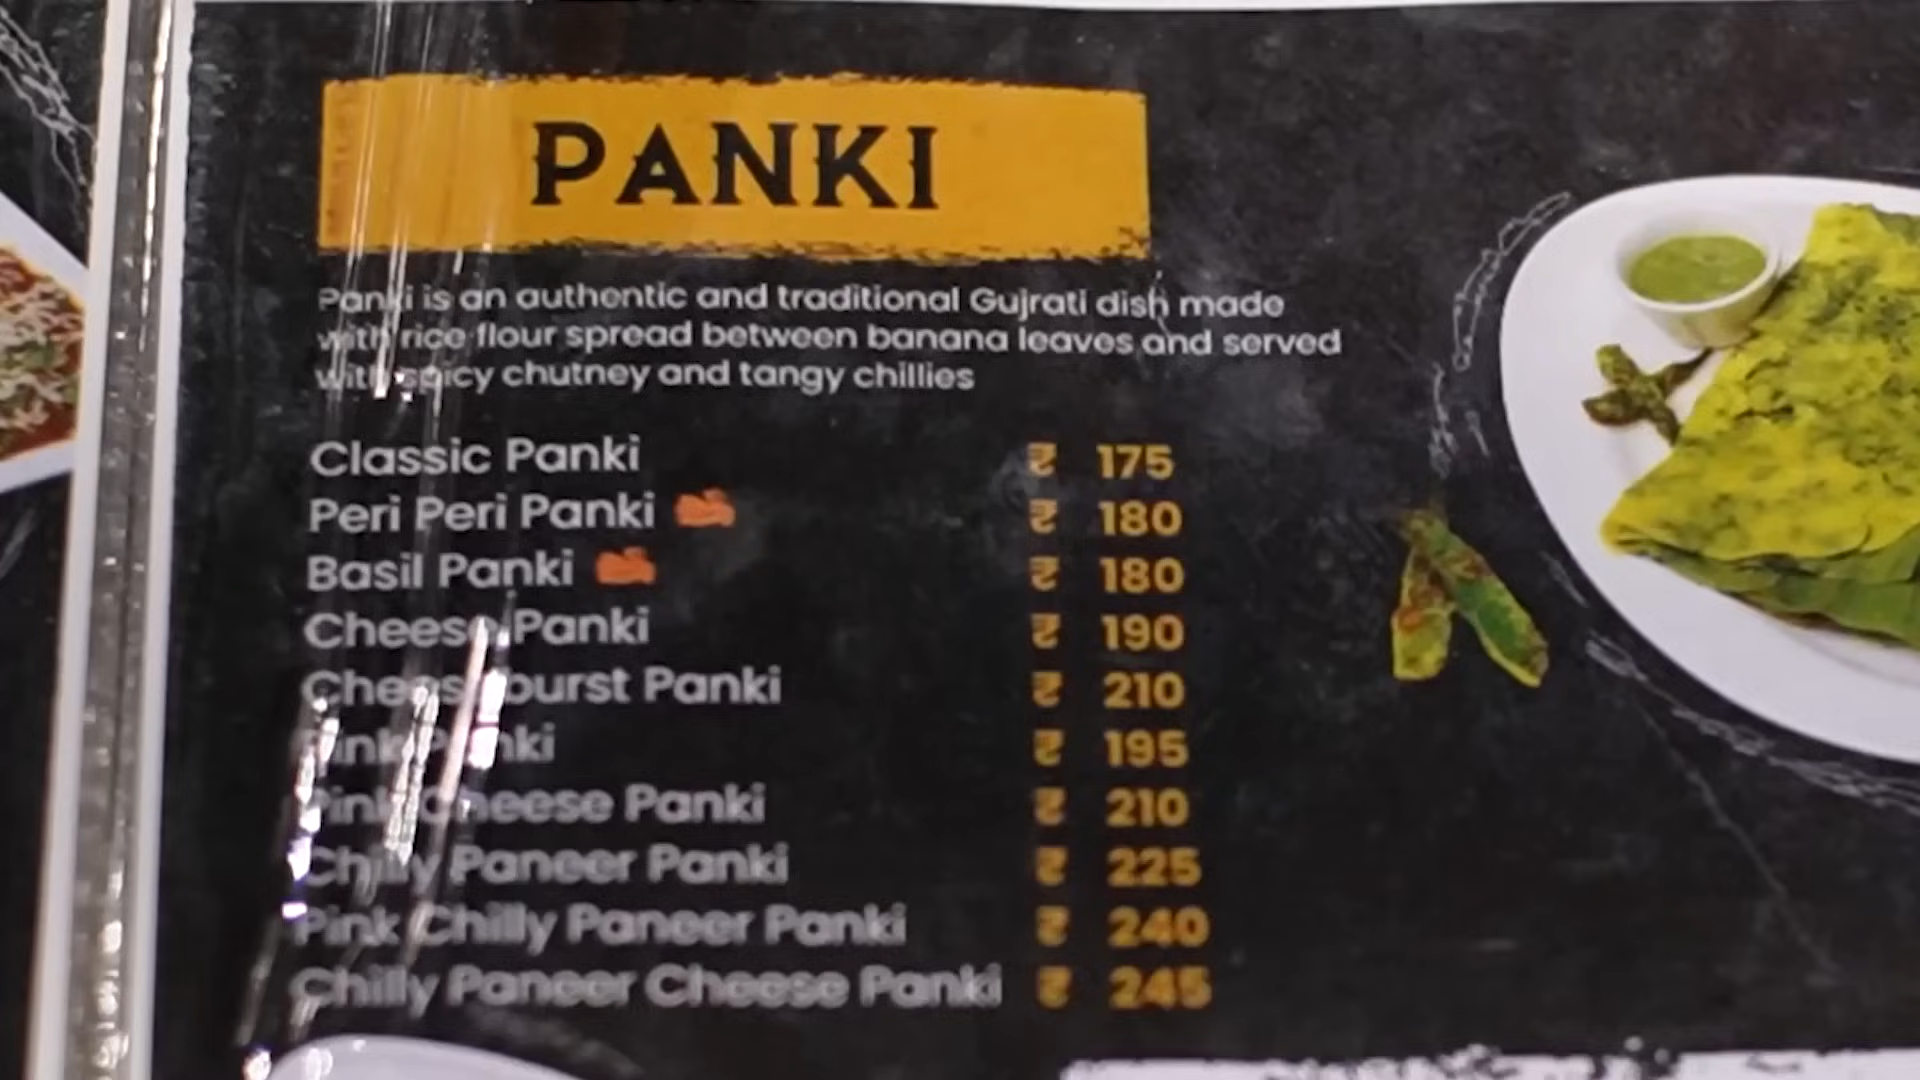 PANKI
Panki is an authentic and traditional Gujrati dish made
with rice flour spread between banana leaves and served
with spicy chutney and tangy chillies
Classic Panki ₹ 175
Peri Peri Panki ₹ 180
Basil Panki ₹ 180
Cheese Panki ₹ 190
Cheese burst Panki ₹ 210
Pink Panki ₹ 195
Pink Cheese Panki ₹ 210
Chilly Paneer Panki ₹ 225
Pink Chilly Paneer Panki ₹ 240
Chilly Paneer Cheese Panki ₹ 245